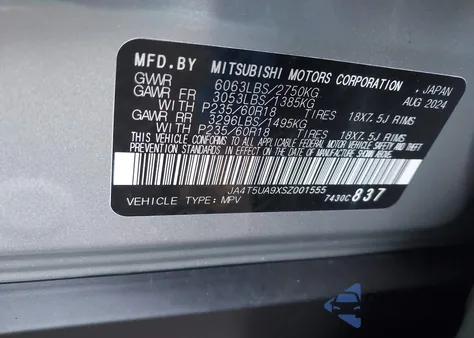 MFD.BY MITSUBISHI MOTORS CORPORATION, JAPAN
GVWR 6063LBS/2750KG AUG 2024
GAWR FR 3053LBS/1385KG
WITH P235/60R18 TIRES 18X7.5J RIMS
GAWR RR 3296LBS/1495KG
WITH P235/60R18 TIRES 18X7.5J RIMS
THIS VEHICLE CONFORMS TO ALL APPLICABLE FEDERAL MOTOR VEHICLE
SAFETY, BUMPER AND THEFT PREVENTION STANDARDS IN EFFECT ON THE DATE OF
MANUFACTURE SHOWN ABOVE.
JA4T5UA9XSZ001555
VEHICLE TYPE: MPV 7430C 837